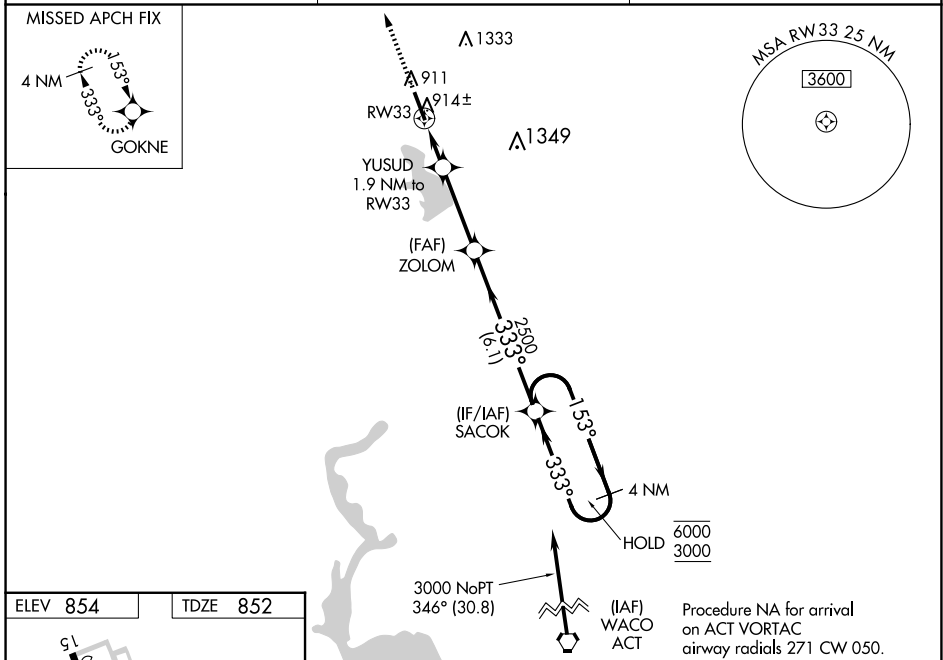 MISSED APCH FIX
4 NM
153°
333°
GOKNE
1333
911
914±
RW33
1349
MSA RW33 25 NM
3600
YUSUD
1.9 NM to
RW33
(FAF)
ZOLOM
2500
333°
(6.1)
(IF/IAF)
SACOK
153°
333°
4 NM
HOLD
6000
3000
3000 NoPT
346° (30.8)
(IAF)
WACO
ACT
Procedure NA for arrival
on ACT VORTAC
airway radials 271 CW 050.
ELEV 854
TDZE 852
15